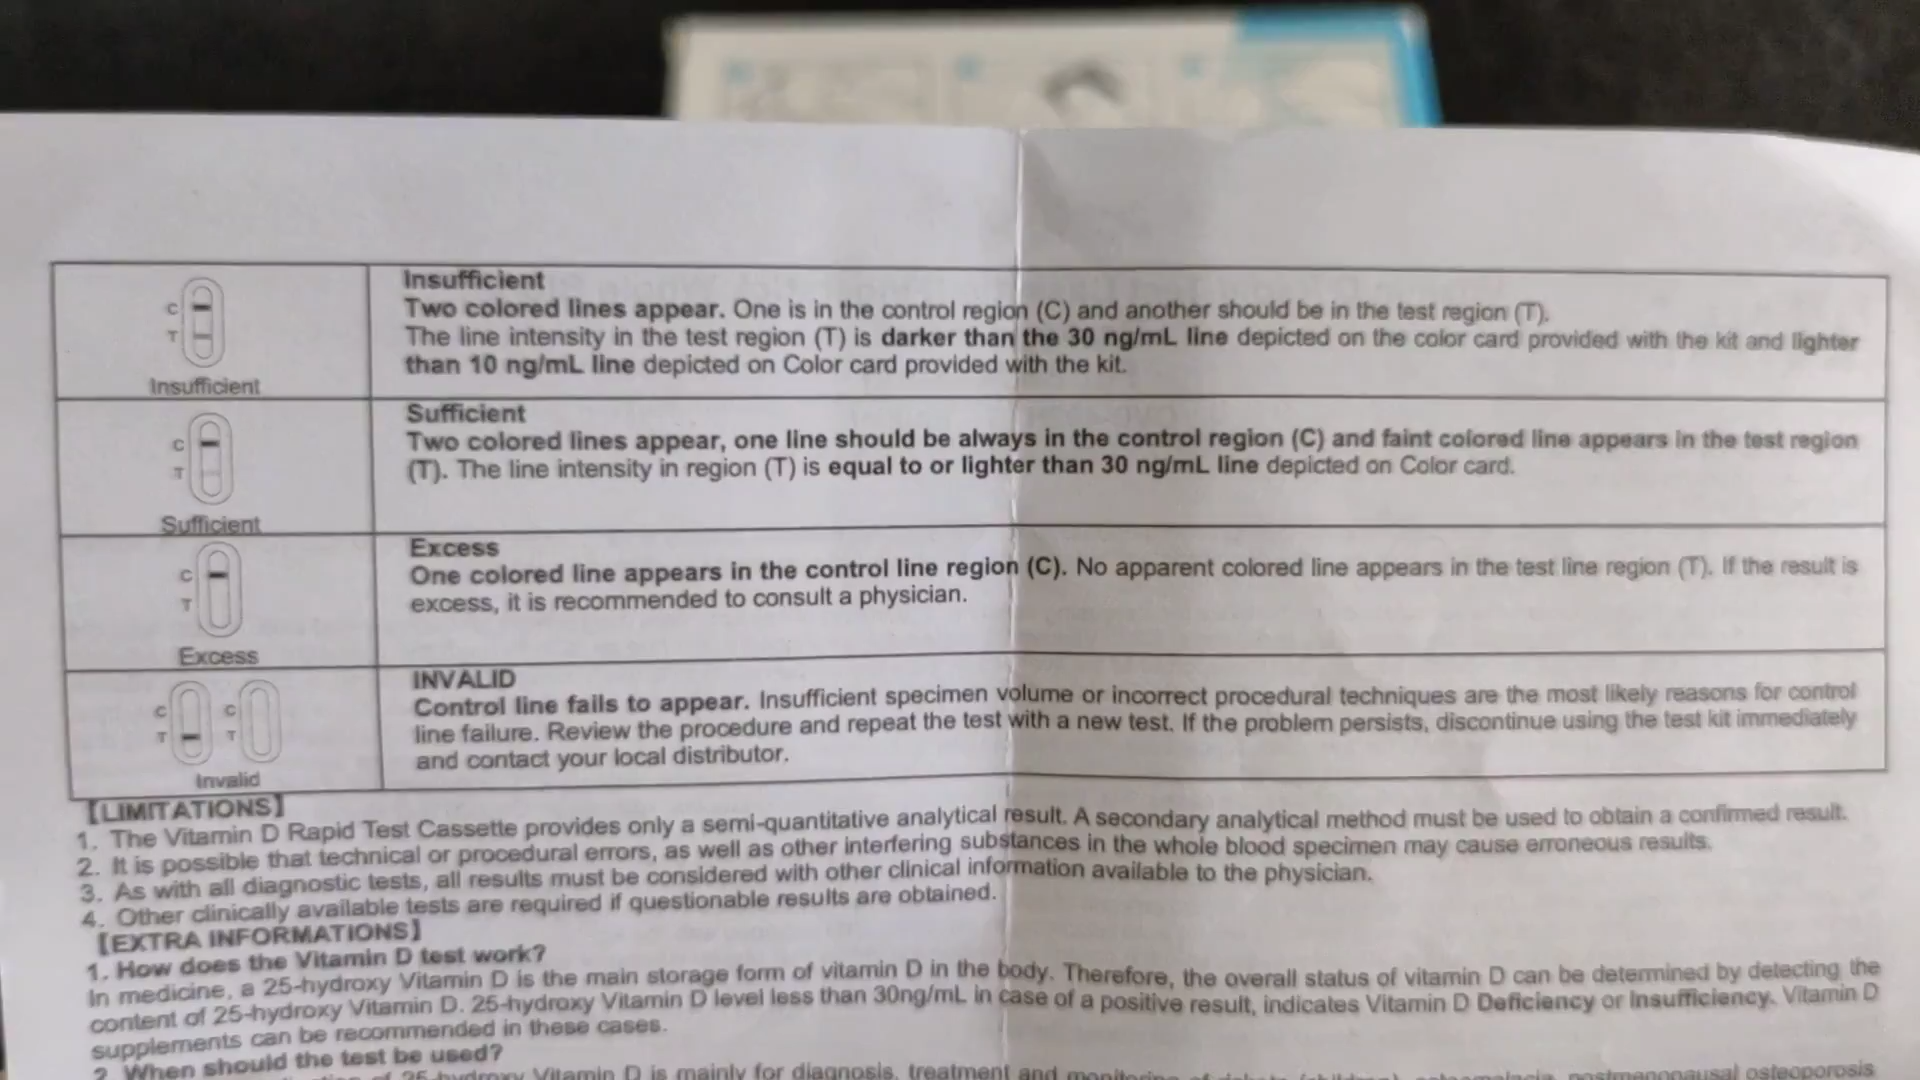 C
T
Insufficient
Insufficient
Two colored lines appear. One is in the control region (C) and another should be in the test region (T).
The line intensity in the test region (T) is darker than the 30 ng/mL line depicted on the color card provided with the kit and lighter
than 10 ng/mL line depicted on Color card provided with the kit.
C
T
Sufficient
Sufficient
Two colored lines appear, one line should be always in the control region (C) and faint colored line appears in the test region
(T). The line intensity in region (T) is equal to or lighter than 30 ng/mL line depicted on Color card.
C
T
Excess
Excess
One colored line appears in the control line region (C). No apparent colored line appears in the test line region (T). If the result is
excess, it is recommended to consult a physician.
C C
T T
Invalid
INVALID
Control line fails to appear. Insufficient specimen volume or incorrect procedural techniques are the most likely reasons for control
line failure. Review the procedure and repeat the test with a new test. If the problem persists, discontinue using the test kit immediately
and contact your local distributor.
【LIMITATIONS】
1. The Vitamin D Rapid Test Cassette provides only a semi-quantitative analytical result. A secondary analytical method must be used to obtain a confirmed result.
2. It is possible that technical or procedural errors, as well as other interfering substances in the whole blood specimen may cause erroneous results.
3. As with all diagnostic tests, all results must be considered with other clinical information available to the physician.
4. Other clinically available tests are required if questionable results are obtained.
【EXTRA INFORMATIONS】
1. How does the Vitamin D test work?
In medicine, a 25-hydroxy Vitamin D is the main storage form of vitamin D in the body. Therefore, the overall status of vitamin D can be determined by detecting the
content of 25-hydroxy Vitamin D. 25-hydroxy Vitamin D level less than 30ng/mL in case of a positive result, indicates Vitamin D Deficiency or Insufficiency. Vitamin D
supplements can be recommended in these cases.
2. When should the test be used?
of 25-hydroxy Vitamin D is mainly for diagnosis, treatment and monitoring of postmenopausal osteoporosis